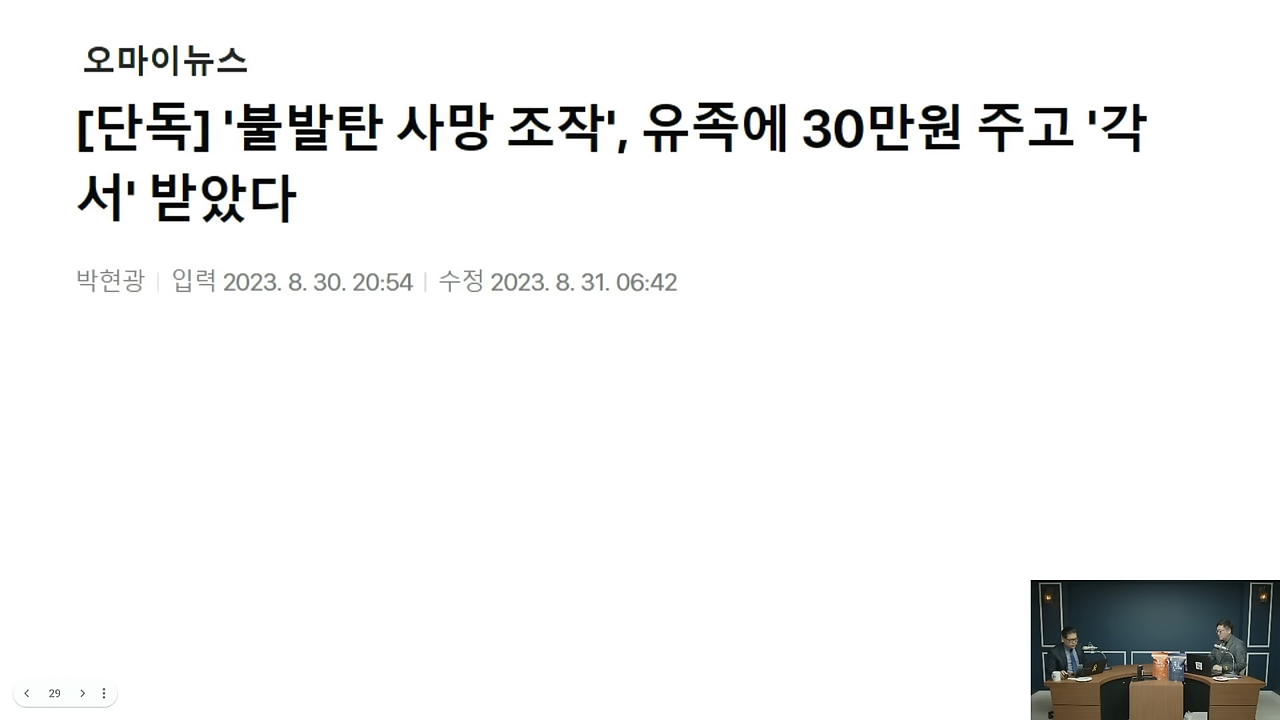 오마이뉴스
[단독] '불발탄 사망 조작', 유족에 30만원 주고 '각
서' 받았다
박현광 | 입력 2023. 8. 30. 20:54 | 수정 2023. 8. 31. 06:42
29